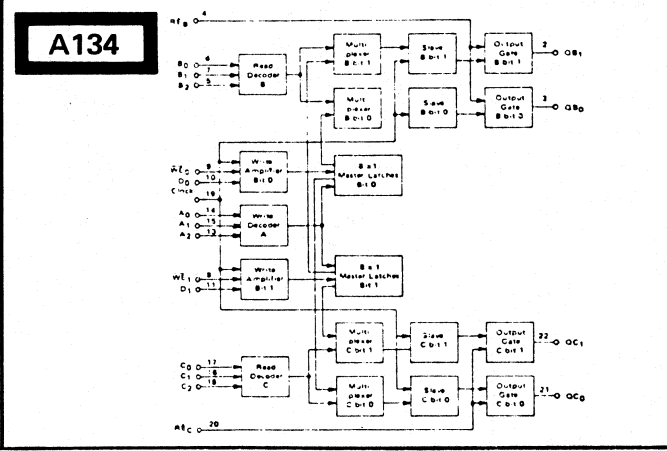 A134
RE B 4
B0 6
B1 7
B2 5
Read
Decoder
B
Multi
plexer
B bit 1
Slave
B bit 1
Output
Gate
B bit 1
2 QB1
Multi
plexer
B bit 0
Slave
B bit 0
Output
Gate
B bit 3
3 QB0
WE0 9
D0 10
Clock
19
Write
Amplifier
Bit 0
8 x 1
Master Latches
Bit 0
A0 14
A1 15
A2 13
Write
Decoder
A
WE1 8
D1 11
Write
Amplifier
Bit 1
8 x 1
Master Latches
Bit 1
Multi
plexer
C bit 1
Slave
C bit 1
Output
Gate
C bit 1
22 QC1
C0 17
C1 16
C2 18
Read
Decoder
C
Multi
plexer
C bit 0
Slave
C bit 0
Output
Gate
C bit 0
21 QC0
RE C 20